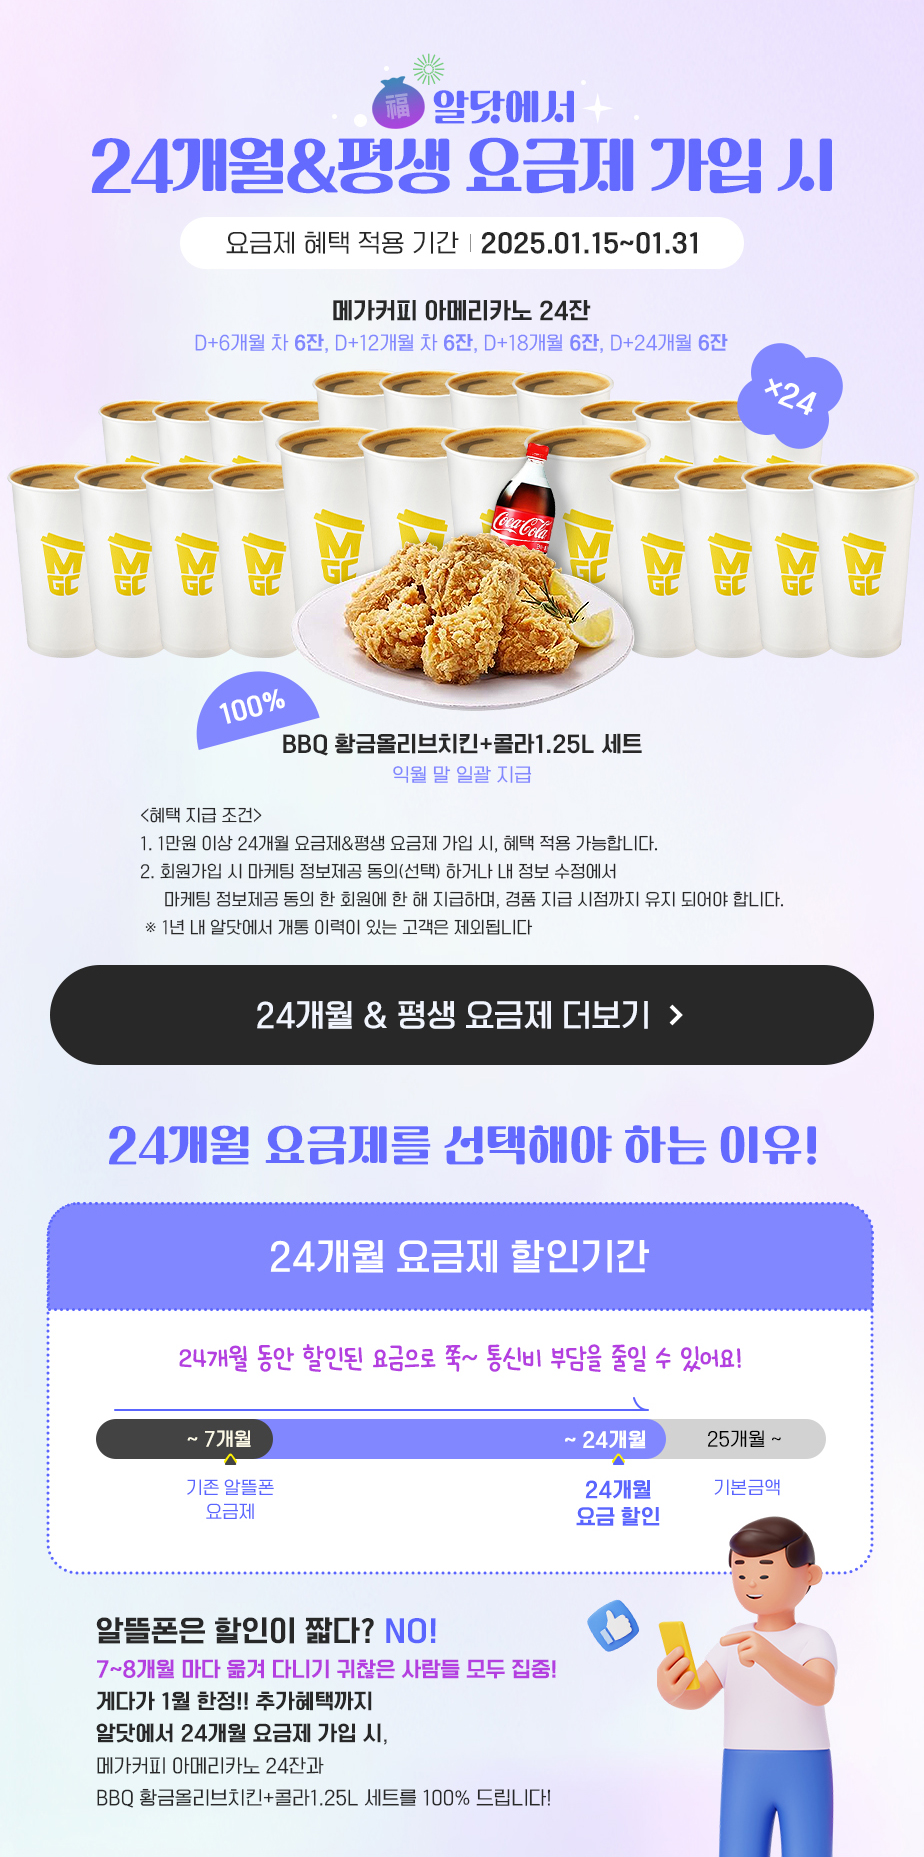 福 알닷에서
24개월&평생 요금제 가입 시
요금제 혜택 적용 기간 | 2025.01.15~01.31
메가커피 아메리카노 24잔
D+6개월 차 6잔, D+12개월 차 6잔, D+18개월 6잔, D+24개월 6잔
×24
Coca-Cola
MGC MGC MGC MGC MGC MGC MGC MGC MGC MGC
100%
BBQ 황금올리브치킨+콜라1.25L 세트
익월 말 일괄 지급
<혜택 지급 조건>
1. 1만원 이상 24개월 요금제&평생 요금제 가입 시, 혜택 적용 가능합니다.
2. 회원가입 시 마케팅 정보제공 동의(선택) 하거나 내 정보 수정에서
마케팅 정보제공 동의 한 회원에 한 해 지급하며, 경품 지급 시점까지 유지 되어야 합니다.
※ 1년 내 알닷에서 개통 이력이 있는 고객은 제외됩니다
24개월 & 평생 요금제 더보기 >
24개월 요금제를 선택해야 하는 이유!
24개월 요금제 할인기간
24개월 동안 할인된 요금으로 쭉~ 통신비 부담을 줄일 수 있어요!
~ 7개월 ~ 24개월 25개월 ~
기존 알뜰폰 24개월 기본금액
요금제 요금 할인
알뜰폰은 할인이 짧다? NO!
7~8개월 마다 옮겨 다니기 귀찮은 사람들 모두 집중!
게다가 1월 한정!! 추가혜택까지
알닷에서 24개월 요금제 가입 시,
메가커피 아메리카노 24잔과
BBQ 황금올리브치킨+콜라1.25L 세트를 100% 드립니다!